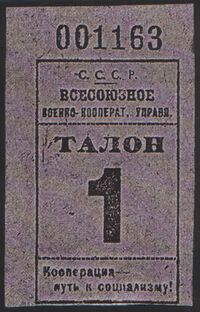 001163
С. С. С. Р.
ВСЕСОЮЗНОЕ
ВОЕННО-КООПЕРАТ. УПРАВЛ.
ТАЛОН
1
Кооперация—
путь к социализму!